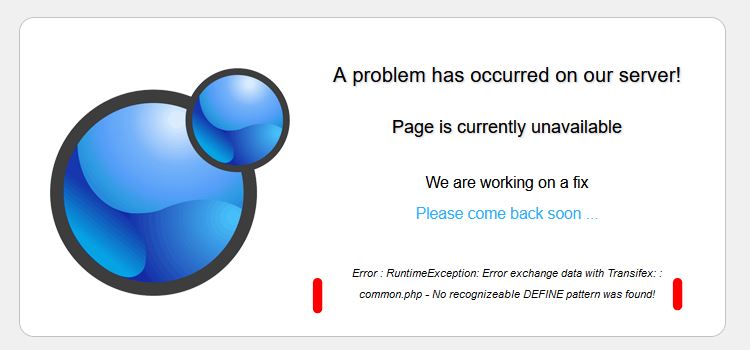 A problem has occurred on our server!
Page is currently unavailable
We are working on a fix
Please come back soon ...
Error : RuntimeException: Error exchange data with Transifex: :
common.php - No recognizeable DEFINE pattern was found!